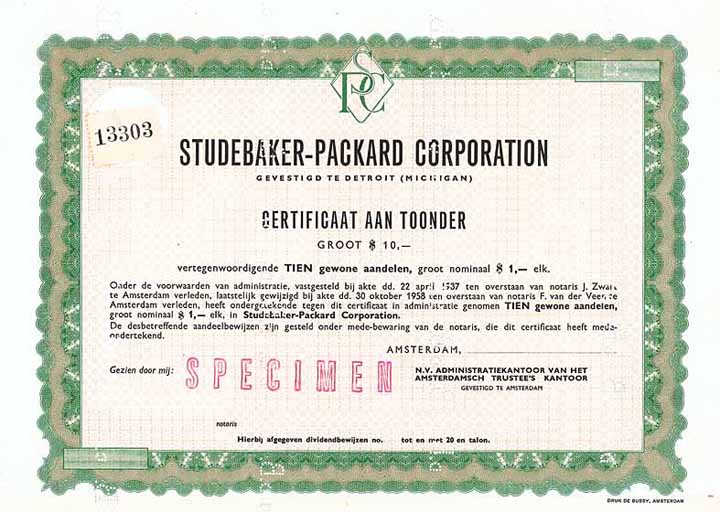 SPC
13303
STUDEBAKER-PACKARD CORPORATION
GEVESTIGD TE DETROIT (MICHIGAN)
CERTIFICAAT AAN TOONDER
GROOT $ 10,—
vertegenwoordigende TIEN gewone aandelen, groot nominaal $ 1,— elk.
Onder de voorwaarden van administratie, vastgesteld bij akte dd. 22 april 1937 ten overstaan van notaris J. Zwart
te Amsterdam verleden, laatstelijk gewijzigd bij akte dd. 30 oktober 1958 ten overstaan van notaris F. van der Veen te
Amsterdam verleden, heeft ondergetekende tegen dit certificaat in administratie genomen TIEN gewone aandelen,
groot nominaal $ 1,— elk, in Studebaker-Packard Corporation.
De desbetreffende aandeelbewijzen zijn gesteld onder mede-bewaring van de notaris, die dit certificaat heeft mede-
ondertekend.
AMSTERDAM,
Gezien door mij:
SPECIMEN
N.V. ADMINISTRATIEKANTOOR VAN HET
AMSTERDAMSCH TRUSTEE'S KANTOOR
GEVESTIGD TE AMSTERDAM
notaris
Hierbij afgegeven dividendbewijzen no. tot en met 20 en talon.
DRUK DE BUSSY, AMSTERDAM